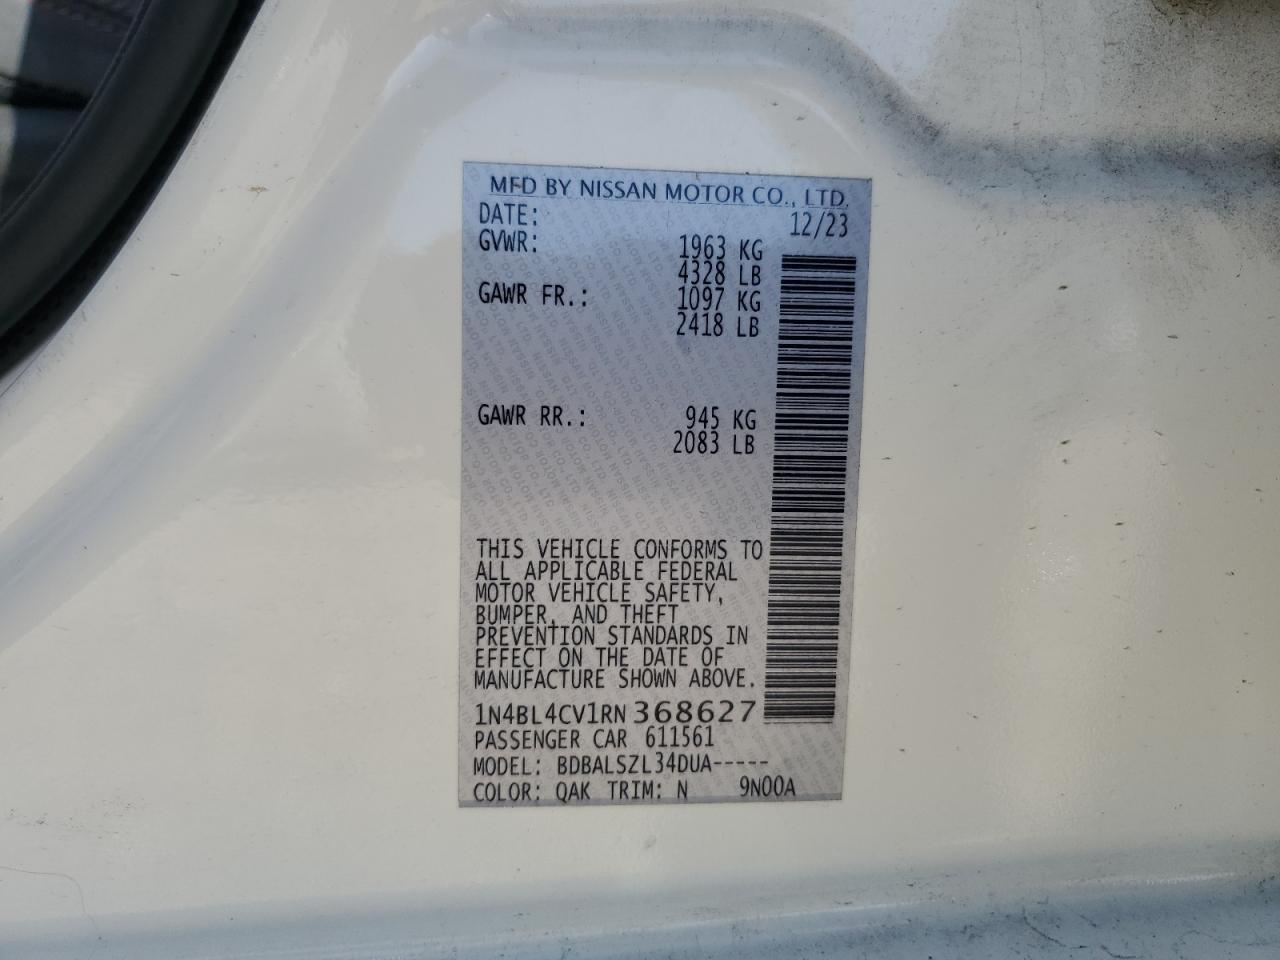 MFD BY NISSAN MOTOR CO., LTD.
DATE: 12/23
GVWR: 1963 KG
4328 LB
GAWR FR.: 1097 KG
2418 LB
GAWR RR.: 945 KG
2083 LB
THIS VEHICLE CONFORMS TO
ALL APPLICABLE FEDERAL
MOTOR VEHICLE SAFETY,
BUMPER, AND THEFT
PREVENTION STANDARDS IN
EFFECT ON THE DATE OF
MANUFACTURE SHOWN ABOVE.
1N4BL4CV1RN368627
PASSENGER CAR 611561
MODEL: BDBALSZL34DUA-----
COLOR: QAK TRIM: N 9N00A